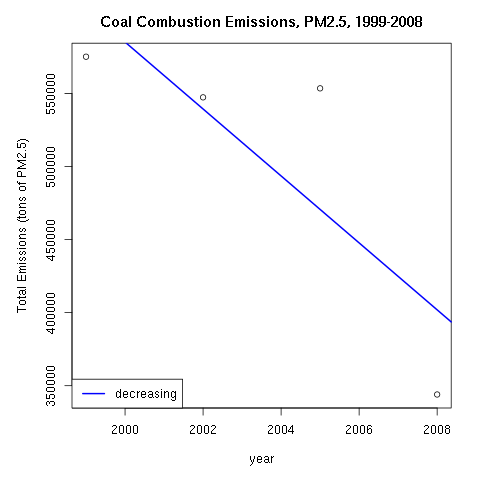 Coal Combustion Emissions, PM2.5, 1999-2008
Total Emissions (tons of PM2.5)
550000
500000
450000
400000
350000
decreasing
2000 2002 2004 2006 2008
year